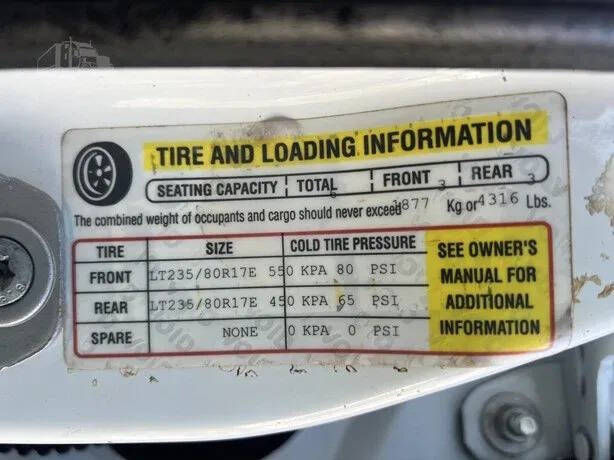 TIRE AND LOADING INFORMATION
SEATING CAPACITY TOTAL 6 FRONT 3 REAR 3
The combined weight of occupants and cargo should never exceed 1877 Kg or 4316 Lbs.
TIRE SIZE COLD TIRE PRESSURE SEE OWNER'S MANUAL FOR ADDITIONAL INFORMATION
FRONT LT235/80R17E 550 KPA 80 PSI
REAR LT235/80R17E 450 KPA 65 PSI
SPARE NONE 0 KPA 0 PSI